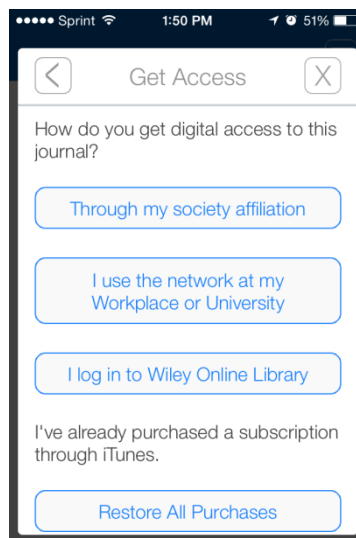 Sprint 1:50 PM 51%
Get Access X
How do you get digital access to this
journal?
Through my society affiliation
I use the network at my
Workplace or University
I log in to Wiley Online Library
I've already purchased a subscription
through iTunes.
Restore All Purchases